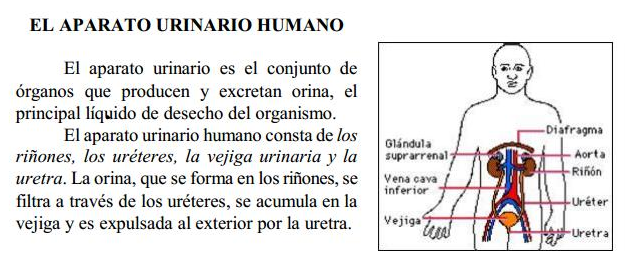 EL APARATO URINARIO HUMANO
El aparato urinario es el conjunto de
órganos que producen y excretan orina, el
principal líquido de desecho del organismo.
El aparato urinario humano consta de los
riñones, los uréteres, la vejiga urinaria y la
uretra. La orina, que se forma en los riñones, se
filtra a través de los uréteres, se acumula en la
vejiga y es expulsada al exterior por la uretra.
Glándula
suprarrenal
Vena cava
inferior
Vejiga
Diafragma
Aorta
Riñón
Uréter
Uretra